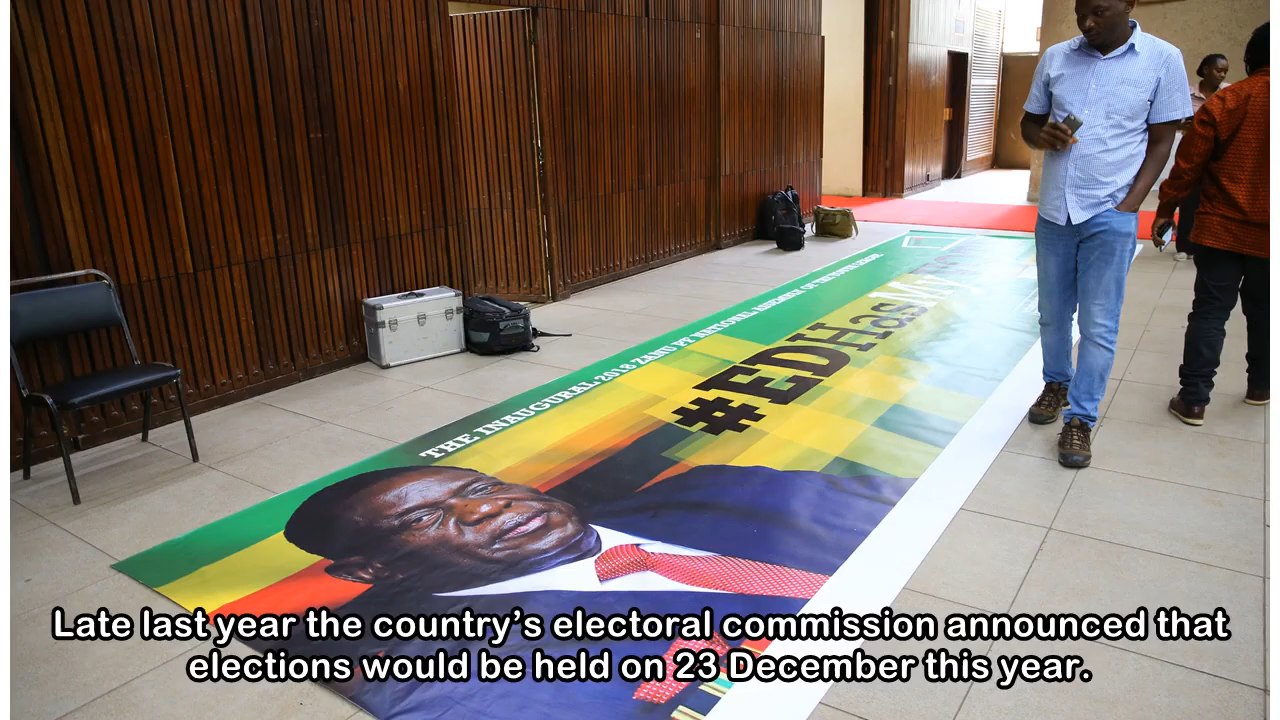 THE INAUGURAL 2018 ZANU PF NATIONAL ASSEMBLY OF THE YOUTH LEAGUE.
#EDHasMy
Late last year the country’s electoral commission announced that
elections would be held on 23 December this year.